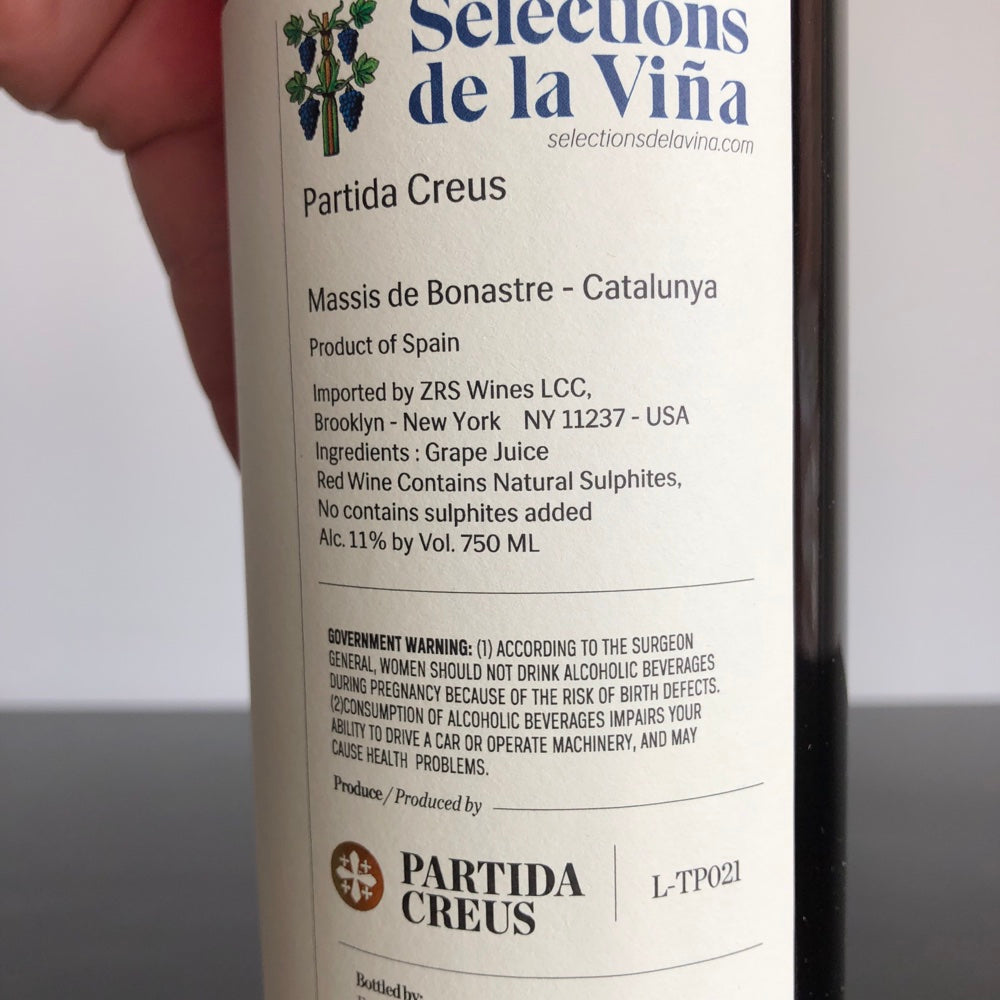 Selections
de la Viña
selectionsdelavina.com
Partida Creus
Massis de Bonastre - Catalunya
Product of Spain
Imported by ZRS Wines LCC,
Brooklyn - New York NY 11237 - USA
Ingredients : Grape Juice
Red Wine Contains Natural Sulphites,
No contains sulphites added
Alc. 11% by Vol. 750 ML
GOVERNMENT WARNING: (1) ACCORDING TO THE SURGEON
GENERAL, WOMEN SHOULD NOT DRINK ALCOHOLIC BEVERAGES
DURING PREGNANCY BECAUSE OF THE RISK OF BIRTH DEFECTS.
(2)CONSUMPTION OF ALCOHOLIC BEVERAGES IMPAIRS YOUR
ABILITY TO DRIVE A CAR OR OPERATE MACHINERY, AND MAY
CAUSE HEALTH PROBLEMS.
Produce / Produced by
PARTIDA
CREUS
L-TP021
Bottled by: